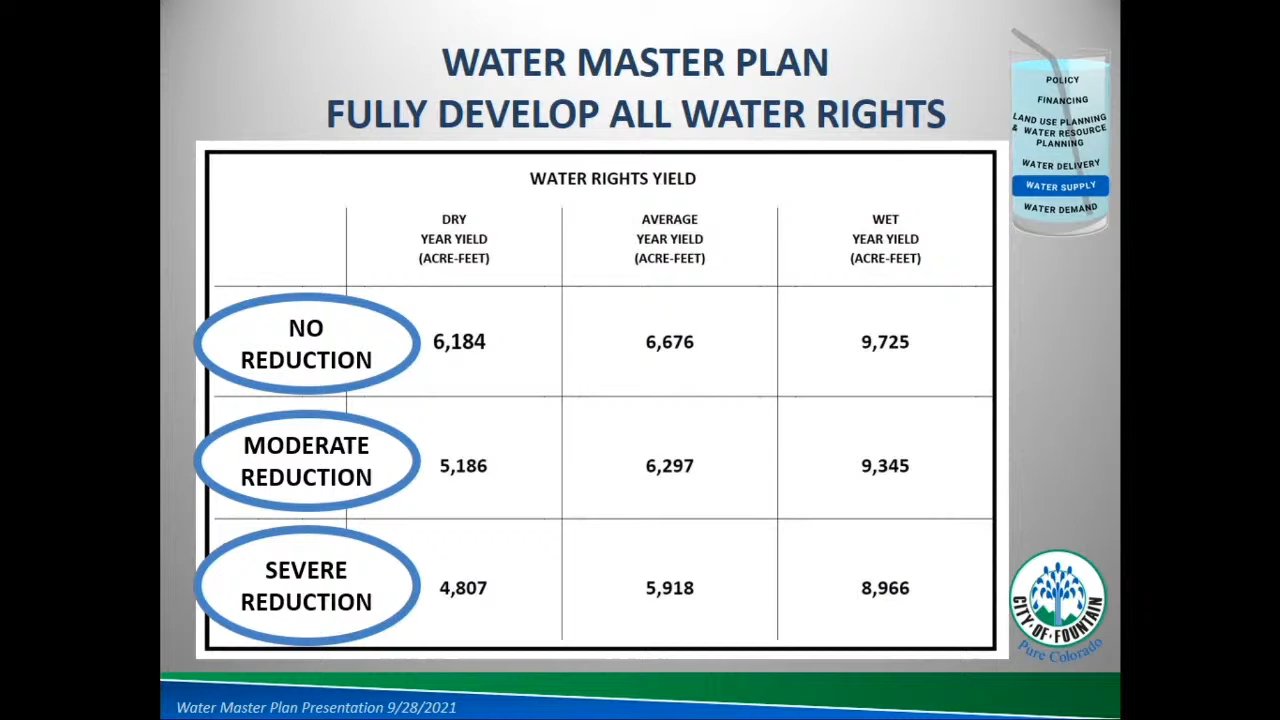 WATER MASTER PLAN
FULLY DEVELOP ALL WATER RIGHTS
POLICY
FINANCING
LAND USE PLANNING
& WATER RESOURCE
PLANNING
WATER DELIVERY
WATER SUPPLY
WATER DEMAND
WATER RIGHTS YIELD
DRY
YEAR YIELD
(ACRE-FEET)
AVERAGE
YEAR YIELD
(ACRE-FEET)
WET
YEAR YIELD
(ACRE-FEET)
NO
REDUCTION
6,184
6,676
9,725
MODERATE
REDUCTION
5,186
6,297
9,345
SEVERE
REDUCTION
4,807
5,918
8,966
CITY OF FOUNTAIN
Pure Colorado
Water Master Plan Presentation 9/28/2021